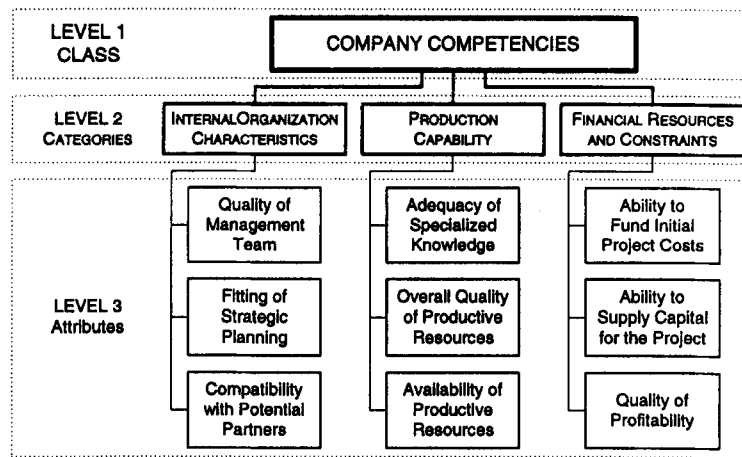 LEVEL 1
CLASS
COMPANY COMPETENCIES
LEVEL 2
CATEGORIES
INTERNAL ORGANIZATION
CHARACTERISTICS
PRODUCTION
CAPABILITY
FINANCIAL RESOURCES
AND CONSTRAINTS
LEVEL 3
Attributes
Quality of
Management
Team
Adequacy of
Specialized
Knowledge
Ability to
Fund Initial
Project Costs
Fitting of
Strategic
Planning
Overall Quality
of Productive
Resources
Ability to
Supply Capital
for the Project
Compatibility
with Potential
Partners
Availability of
Productive
Resources
Quality of
Profitability